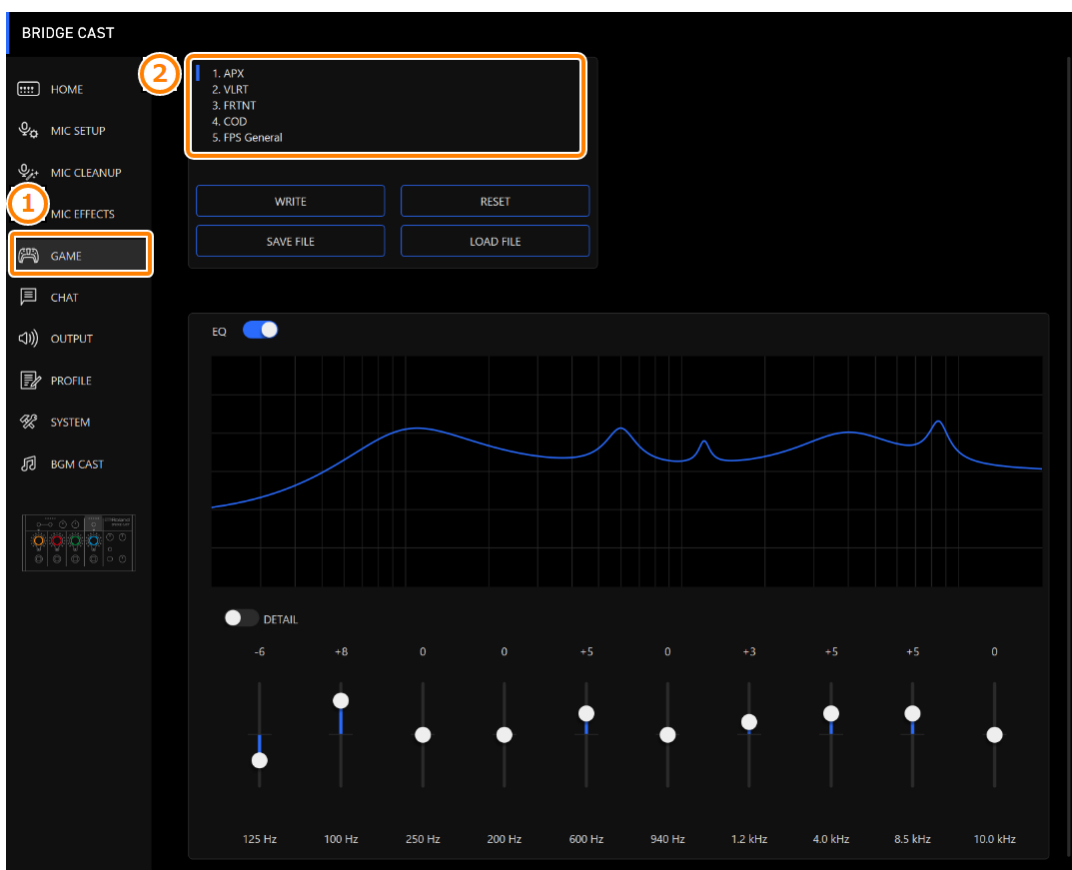 BRIDGE CAST
HOME
MIC SETUP
MIC CLEANUP
1
MIC EFFECTS
GAME
CHAT
OUTPUT
PROFILE
SYSTEM
BGM CAST
2
1. APX
2. VLRT
3. FRTNT
4. COD
5. FPS General
WRITE RESET
SAVE FILE LOAD FILE
EQ
DETAIL
-6 +8 0 0 +5 0 +3 +5 +5 0
125 Hz 100 Hz 250 Hz 200 Hz 600 Hz 940 Hz 1.2 kHz 4.0 kHz 8.5 kHz 10.0 kHz